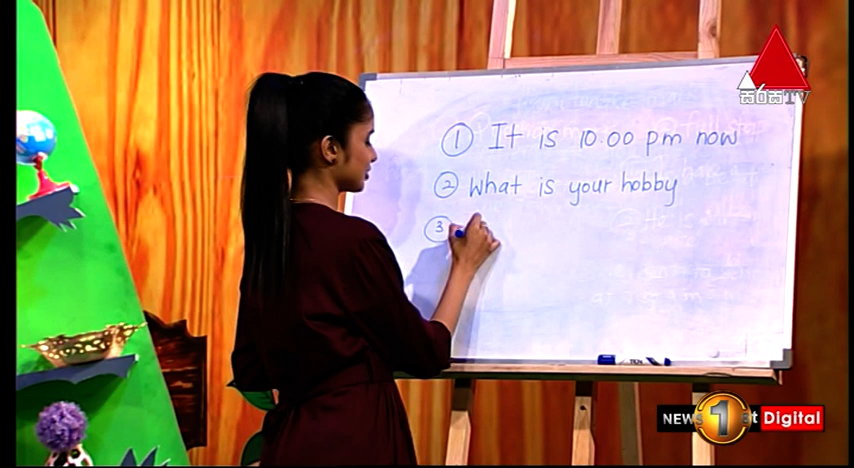 සිරස TV
① It is 10.00 pm now
② What is your hobby
③
NEWS 1st Digital